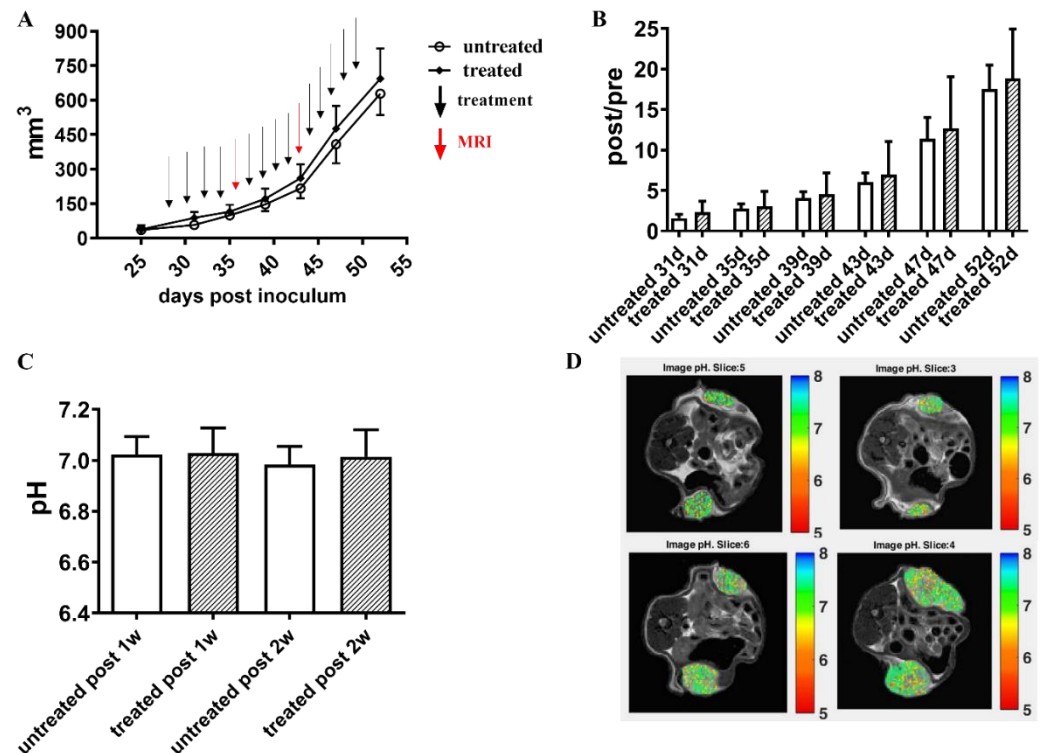 A
900
750
600
450
300
150
0
mm3
25 30 35 40 45 50 55
days post inoculum
untreated
treated
treatment
MRI
B
25
20
15
10
5
0
post/pre
untreated 31d
treated 31d
untreated 35d
treated 35d
untreated 39d
treated 39d
untreated 43d
treated 43d
untreated 47d
treated 47d
untreated 52d
treated 52d
C
7.2
7.0
6.8
6.6
6.4
pH
untreated post 1w
treated post 1w
untreated post 2w
treated post 2w
D
Image pH. Slice:5
8
7
6
5
Image pH. Slice:3
8
7
6
5
Image pH. Slice:6
8
7
6
5
Image pH. Slice:4
8
7
6
5